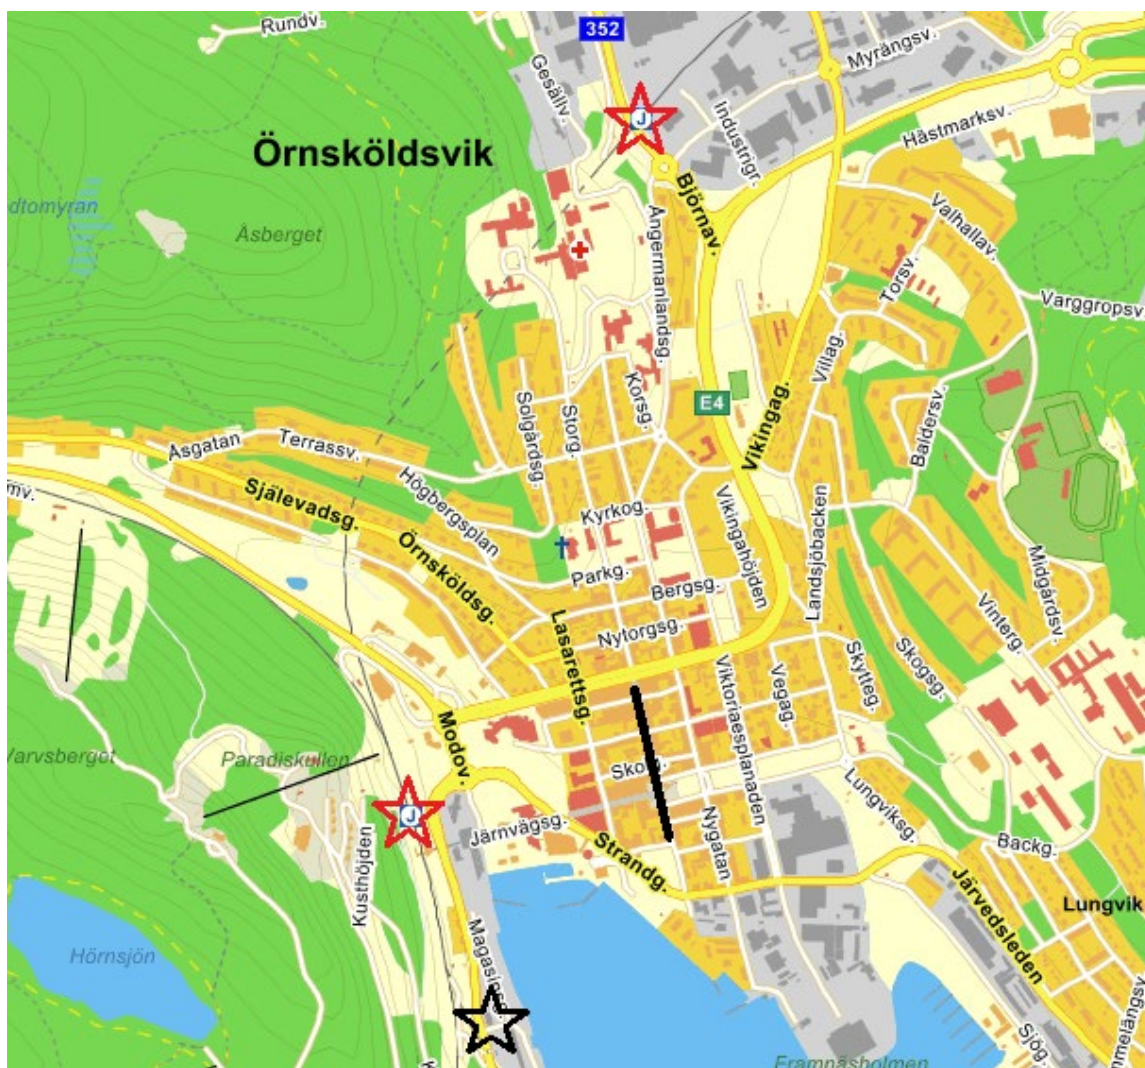 Rundv.
352
Gesällv.
Myrängsv.
J
Industrigr.
Hästmarksv.
Örnsköldsvik
Björnav.
Valhallav.
dtomyran
Åsberget
Ångermanlandsg.
Torsv.
Varggropsv
Villag.
Korsg.
Solgårdsg.
Storg.
E4
Vikingag.
Baldersv.
Åsgatan
Terrassv.
Högbergsplan
Själevadsg.
mv.
Kyrkog.
Vikingahöjden
Landsjöbacken
Örnsköldsg.
Parkg.
Bergsg.
Midgårdsv.
Vinterg.
Lasarettsg.
Nytorgsg.
Skogsg.
Skytteg.
Viktoriaesplanaden
Vegag.
Modov.
Varvsberget
Paradiskullen
Lungviksg.
J
Järnvägsg.
Strandg.
Nygatan
Backg.
Kusthöjden
Järvedsleden
Lungvik
Hörnsjön
Sjög.
Framnäsholmen